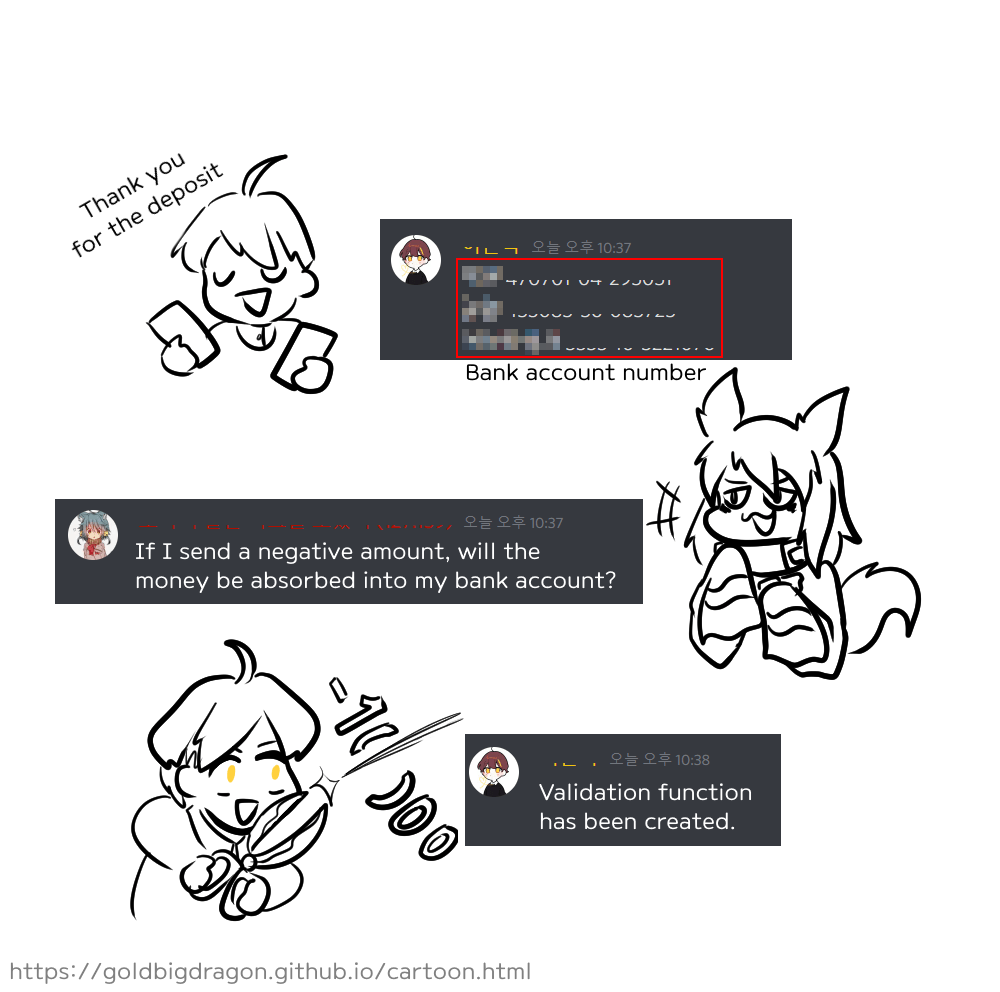 Thank you
for the deposit
오늘 오후 10:37
Bank account number
오늘 오후 10:37
If I send a negative amount, will the
money be absorbed into my bank account?
오늘 오후 10:38
Validation function
has been created.
https://goldbigdragon.github.io/cartoon.html